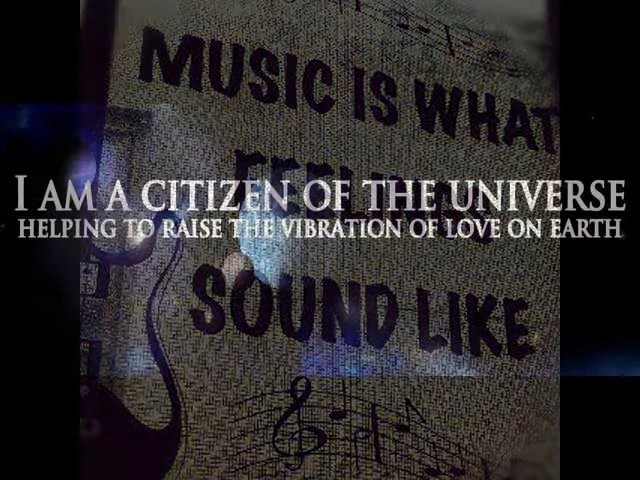 MUSIC IS WHAT
FEELINGS
I AM A CITIZEN OF THE UNIVERSE
HELPING TO RAISE THE VIBRATION OF LOVE ON EARTH
SOUND LIKE